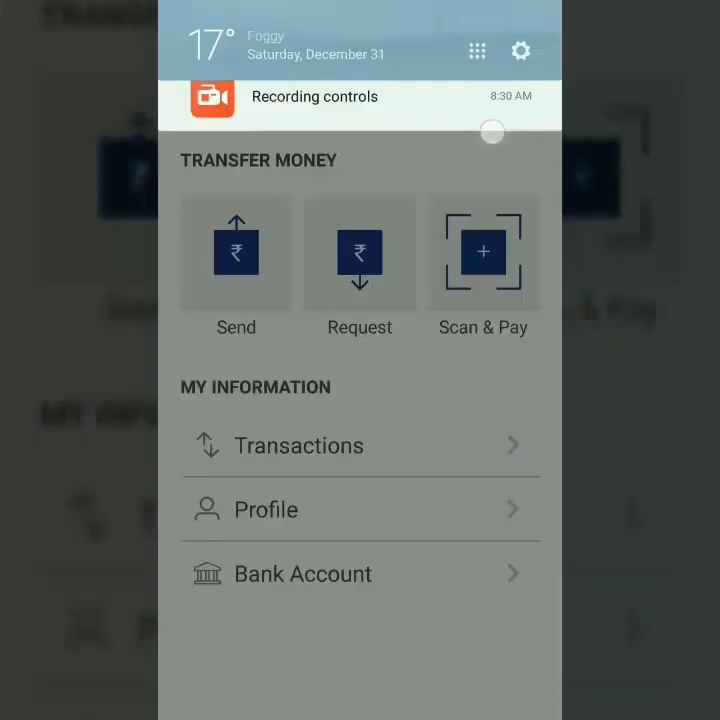 17°
Foggy
Saturday, December 31
Recording controls
8:30 AM
TRANSFER MONEY
₹
₹
+
Send
Request
Scan & Pay
MY INFORMATION
Transactions
Profile
Bank Account